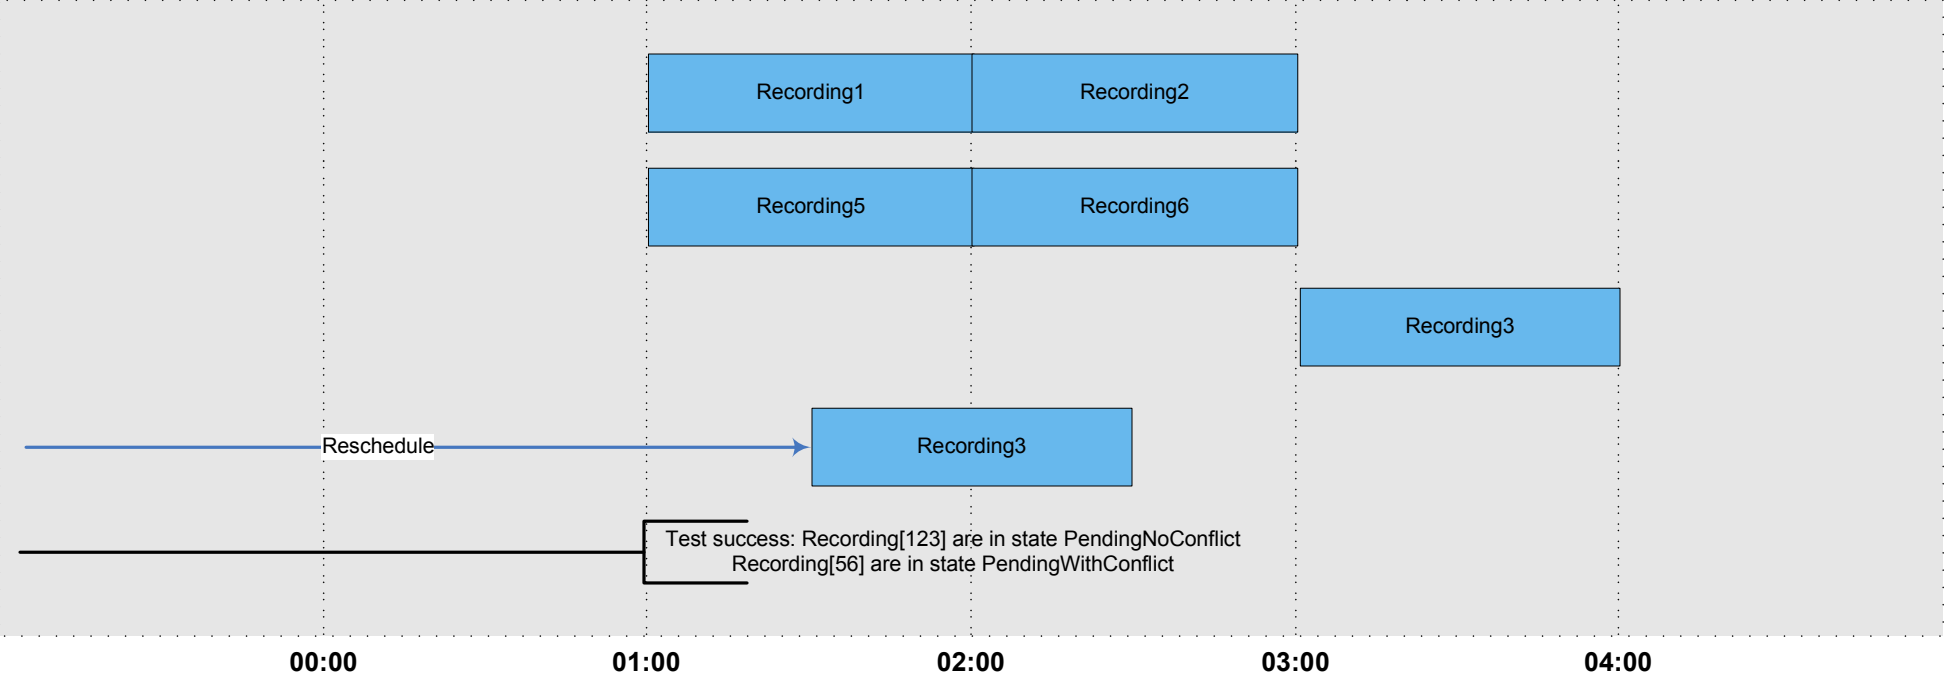 Recording1
Recording2
Recording5
Recording6
Recording3
Reschedule
Recording3
Test success: Recording[123] are in state PendingNoConflict
Recording[56] are in state PendingWithConflict
00:00
01:00
02:00
03:00
04:00